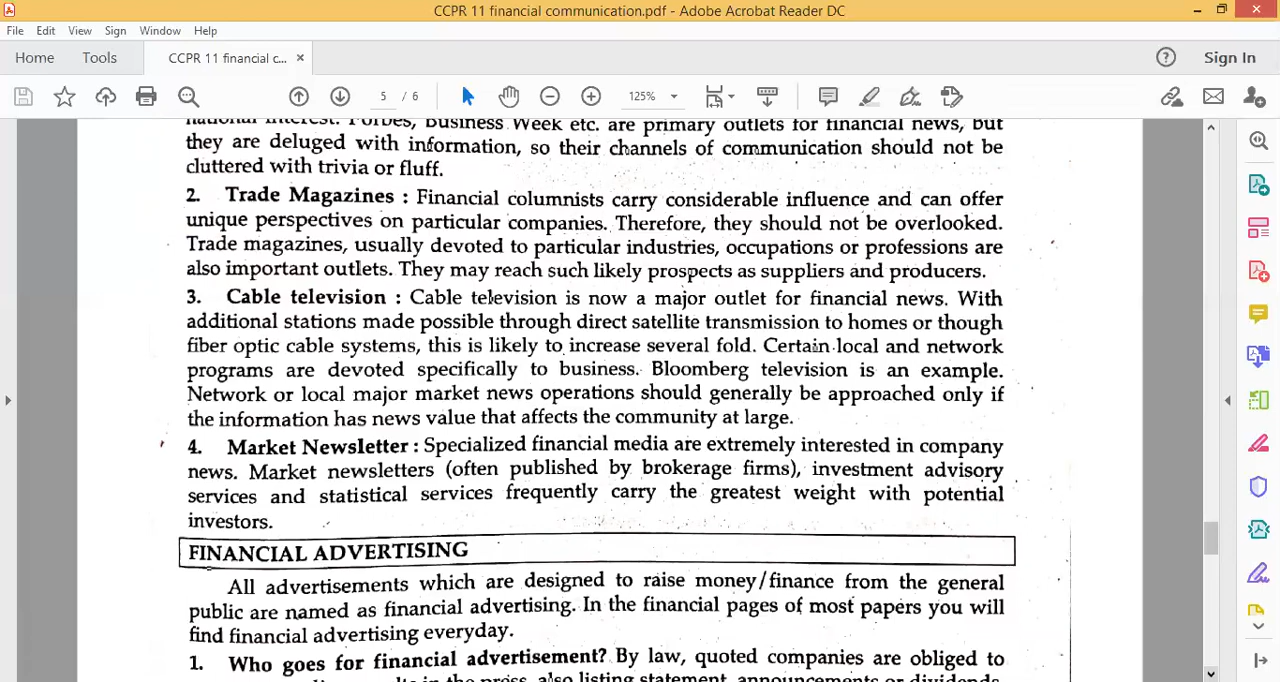 CCPR 11 financial communication.pdf - Adobe Acrobat Reader DC
File Edit View Sign Window Help
Home Tools CCPR 11 financial c... × Sign In
5 / 6 125%
national interest. Forbes, Business Week etc. are primary outlets for financial news, but
they are deluged with information, so their channels of communication should not be
cluttered with trivia or fluff.
2. Trade Magazines : Financial columnists carry considerable influence and can offer
unique perspectives on particular companies. Therefore, they should not be overlooked.
Trade magazines, usually devoted to particular industries, occupations or professions are
also important outlets. They may reach such likely prospects as suppliers and producers.
3. Cable television : Cable television is now a major outlet for financial news. With
additional stations made possible through direct satellite transmission to homes or though
fiber optic cable systems, this is likely to increase several fold. Certain local and network
programs are devoted specifically to business. Bloomberg television is an example.
Network or local major market news operations should generally be approached only if
the information has news value that affects the community at large.
4. Market Newsletter : Specialized financial media are extremely interested in company
news. Market newsletters (often published by brokerage firms), investment advisory
services and statistical services frequently carry the greatest weight with potential
investors.
FINANCIAL ADVERTISING
All advertisements which are designed to raise money/finance from the general
public are named as financial advertising. In the financial pages of most papers you will
find financial advertising everyday.
1. Who goes for financial advertisement? By law, quoted companies are obliged to
in the press, also listing statement, announcements or dividends,